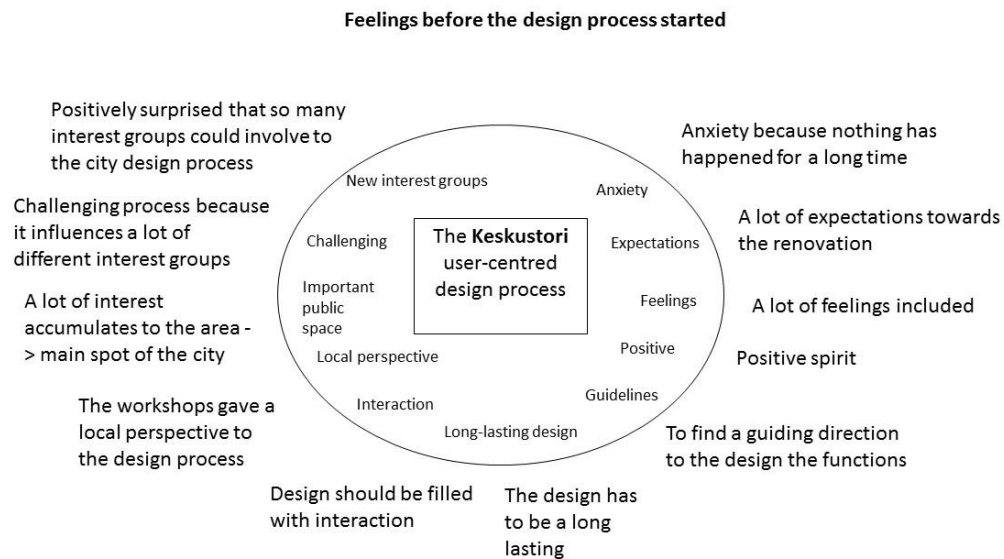 Feelings before the design process started
Positively surprised that so many
interest groups could involve to
the city design process
Challenging process because
it influences a lot of
different interest groups
A lot of interest
accumulates to the area -
> main spot of the city
The workshops gave a
local perspective to
the design process
Design should be filled
with interaction
The design has
to be a long
lasting
New interest groups
Challenging
Important
public
space
Local perspective
Interaction
Long-lasting design
The Keskustori
user-centred
design process
Anxiety
Expectations
Feelings
Positive
Guidelines
Anxiety because nothing has
happened for a long time
A lot of expectations towards
the renovation
A lot of feelings included
Positive spirit
To find a guiding direction
to the design the functions